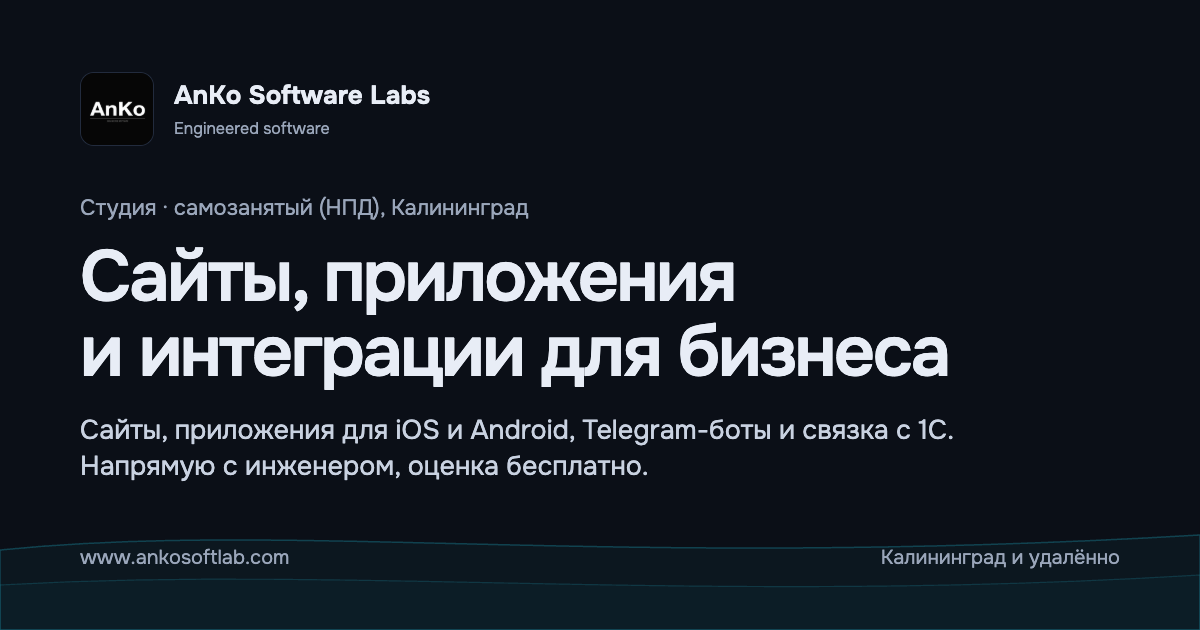 AnKo
AnKo Software Labs
Engineered software
Студия · самозанятый (НПД), Калининград
Сайты, приложения
и интеграции для бизнеса
Сайты, приложения для iOS и Android, Telegram-боты и связка с 1С.
Напрямую с инженером, оценка бесплатно.
www.ankosoftlab.com
Калининград и удалённо